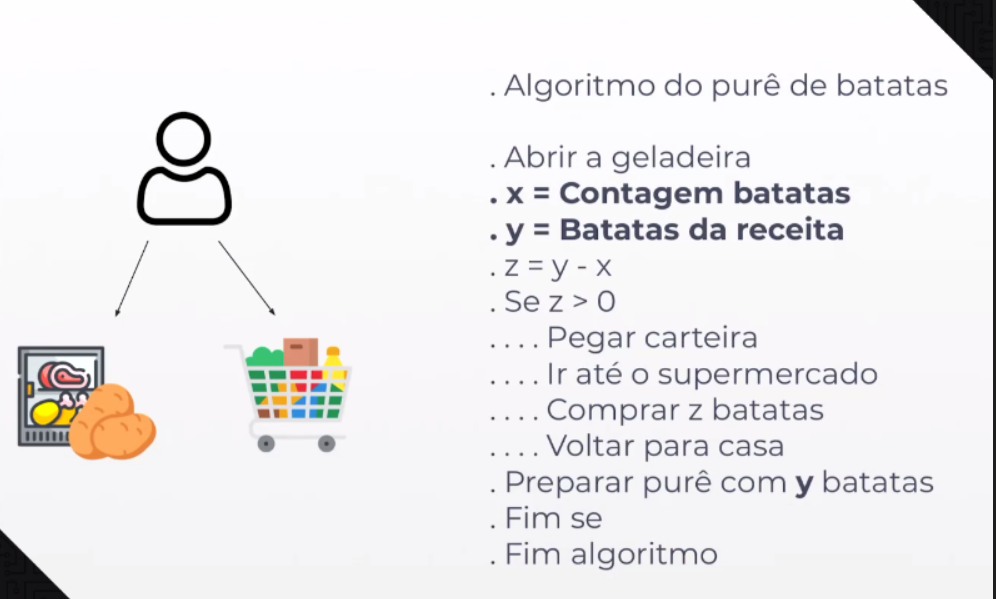 . Algoritmo do purê de batatas
. Abrir a geladeira
. x = Contagem batatas
. y = Batatas da receita
. z = y - x
. Se z > 0
. . . . Pegar carteira
. . . . Ir até o supermercado
. . . . Comprar z batatas
. . . . Voltar para casa
. Preparar purê com y batatas
. Fim se
. Fim algoritmo